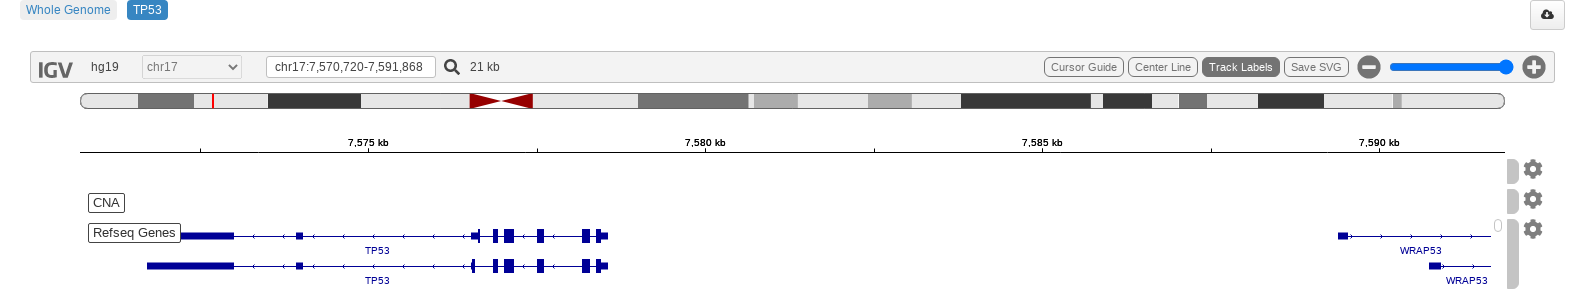 Whole Genome TP53
IGV hg19 chr17 chr17:7,570,720-7,591,868 21 kb Cursor Guide Center Line Track Labels Save SVG
7,575 kb 7,580 kb 7,585 kb 7,590 kb
CNA
Refseq Genes
TP53 WRAP53
TP53 WRAP53